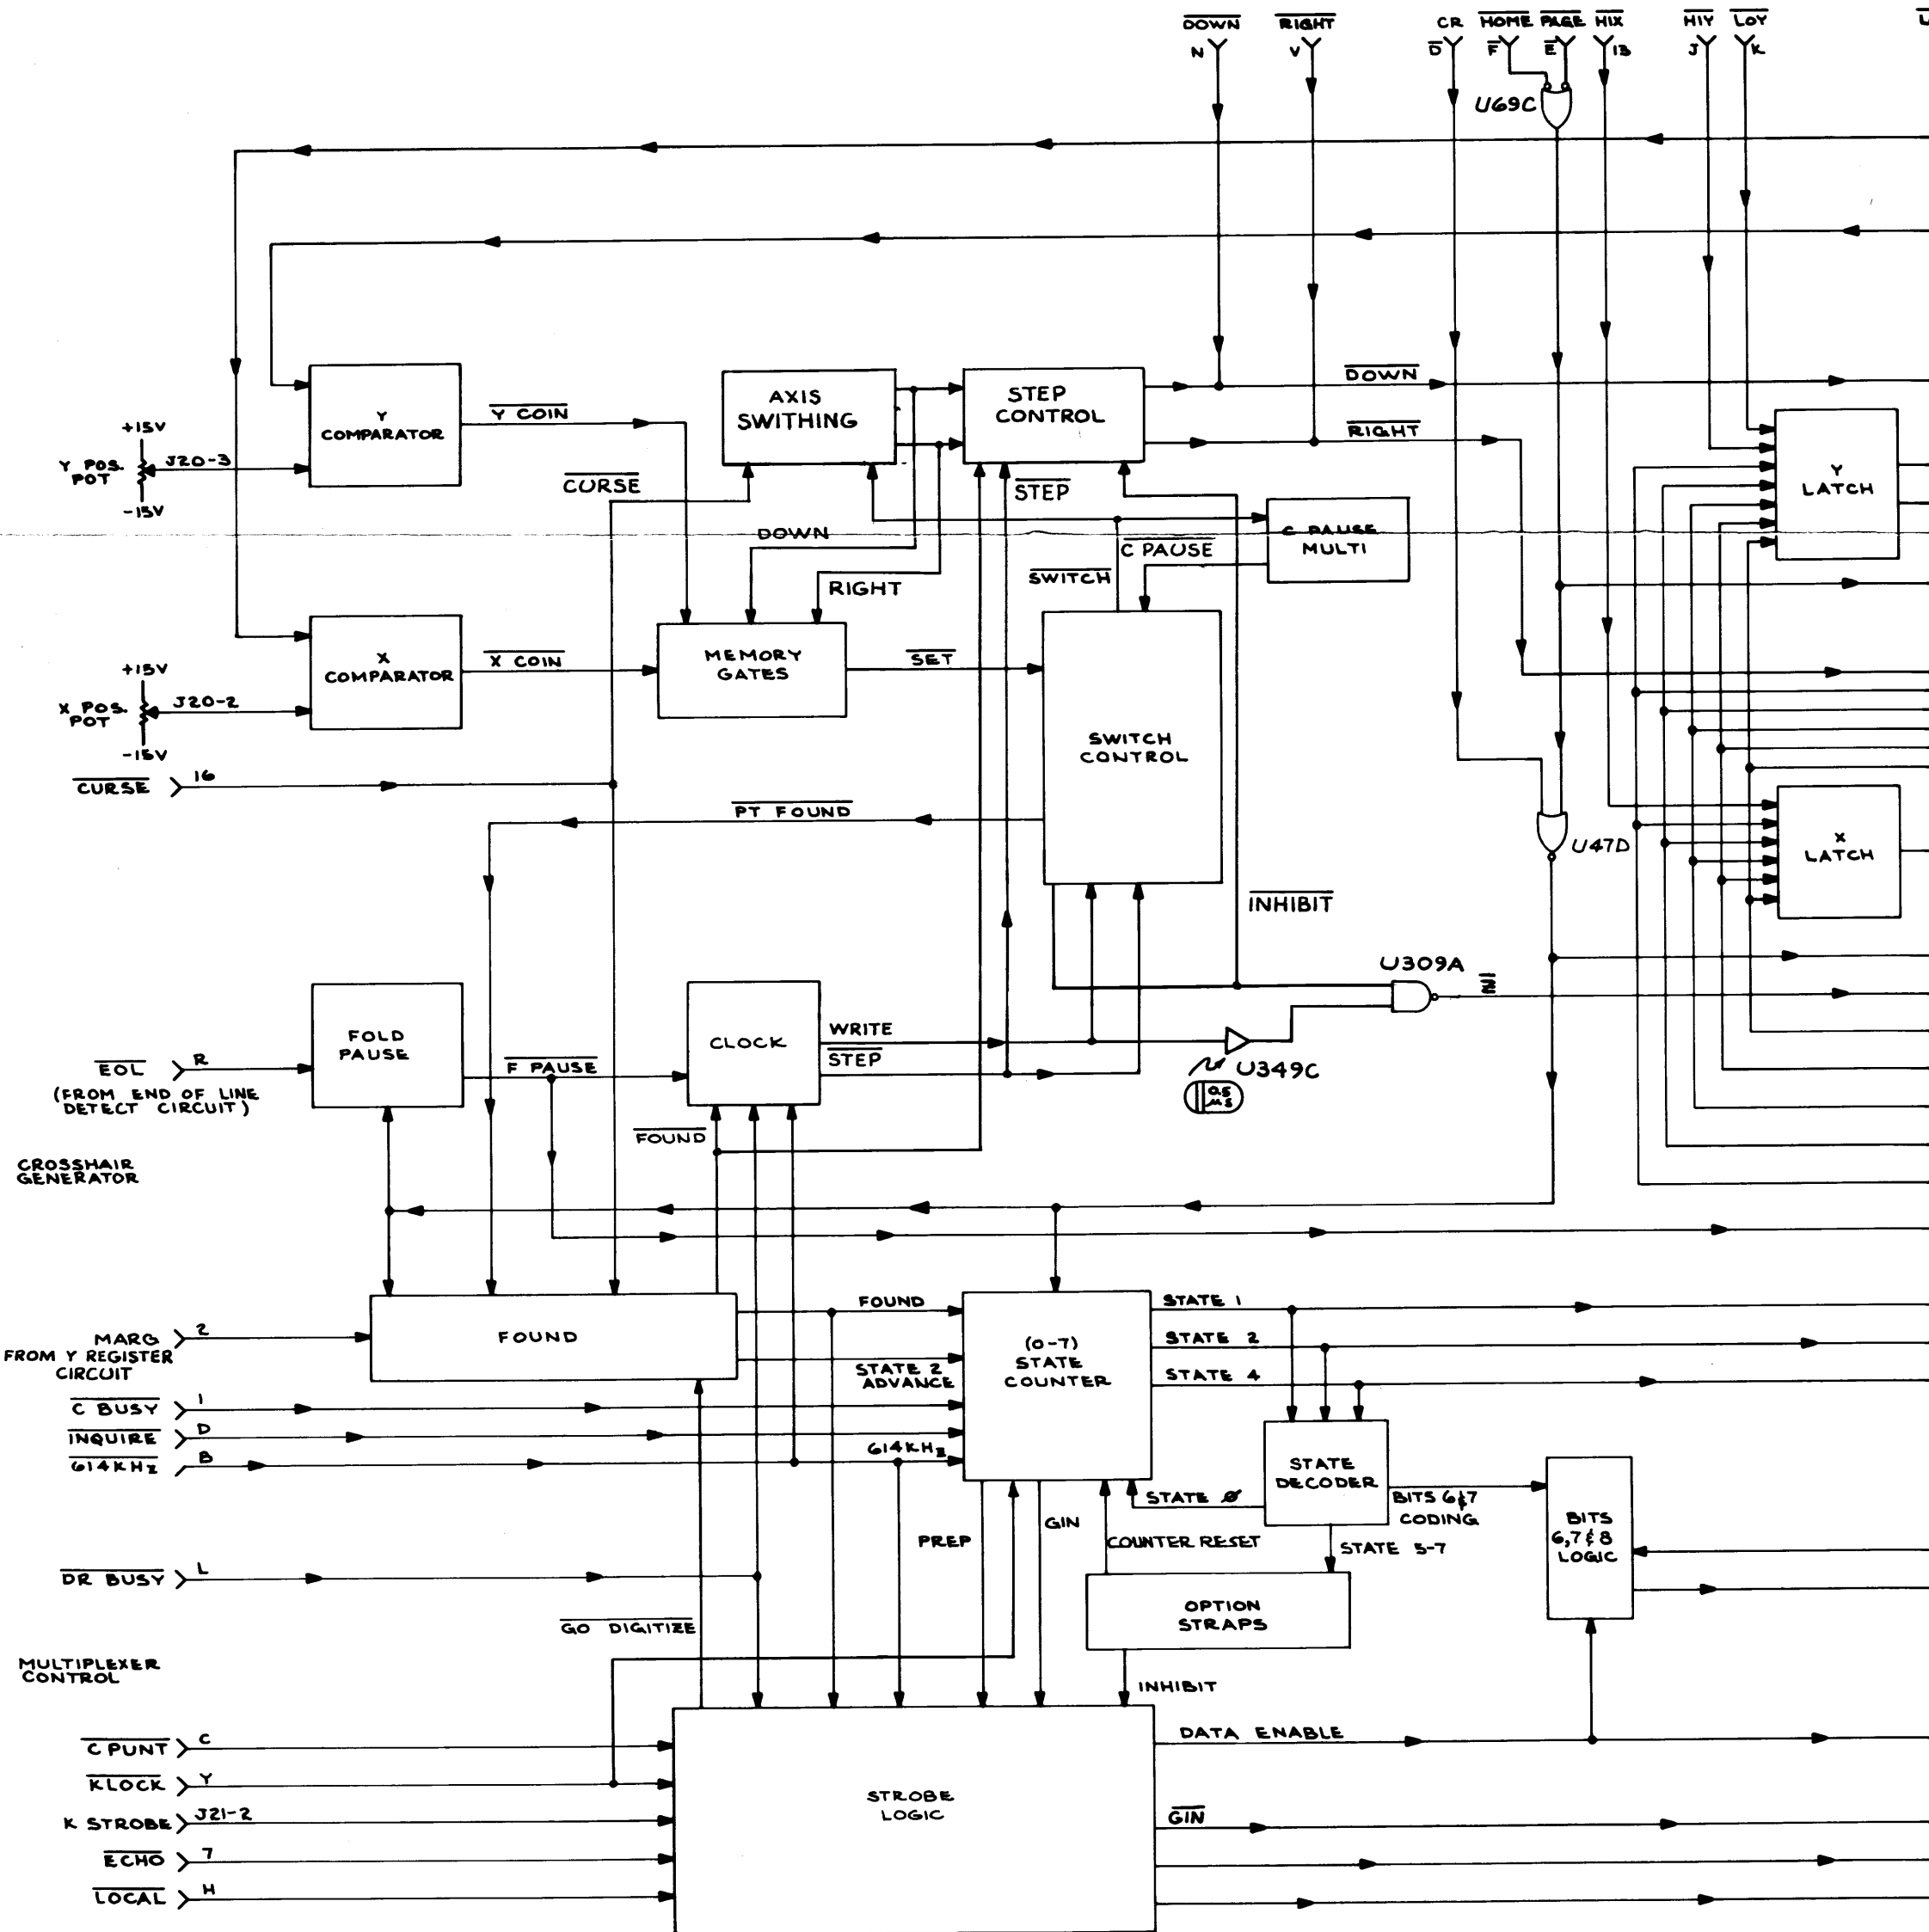 DOWN
RIGHT
CR
HOME
PAGE
HIX
HIY
LOY
N
V
D
F
E
13
J
K
U69C
AXIS
SWITHING
STEP
CONTROL
DOWN
RIGHT
Y
COMPARATOR
Y COIN
+15V
Y POS.
POT
J20-3
-15V
CURSE
STEP
Y
LATCH
DOWN
C PAUSE
C PAUSE
MULTI
SWITCH
RIGHT
X
COMPARATOR
X COIN
MEMORY
GATES
SET
+15V
X POS.
POT
J20-2
-15V
CURSE
16
SWITCH
CONTROL
PT FOUND
U47D
X
LATCH
INHIBIT
U309A
FOLD
PAUSE
CLOCK
WRITE
STEP
EOL
R
(FROM END OF LINE
DETECT CIRCUIT)
F PAUSE
U349C
0.5
µS
FOUND
CROSSHAIR
GENERATOR
MARG
2
FROM Y REGISTER
CIRCUIT
FOUND
FOUND
STATE 2
ADVANCE
(0-7)
STATE
COUNTER
STATE 1
STATE 2
STATE 4
C BUSY
1
INQUIRE
D
614KHz
B
614KHz
STATE
DECODER
STATE Ø
BITS 6&7
CODING
BITS
6,7&8
LOGIC
PREP
GIN
COUNTER RESET
STATE 5-7
DR BUSY
L
OPTION
STRAPS
GO DIGITIZE
MULTIPLEXER
CONTROL
INHIBIT
C PUNT
C
KLOCK
Y
K STROBE
J21-2
ECHO
7
LOCAL
H
STROBE
LOGIC
DATA ENABLE
GIN